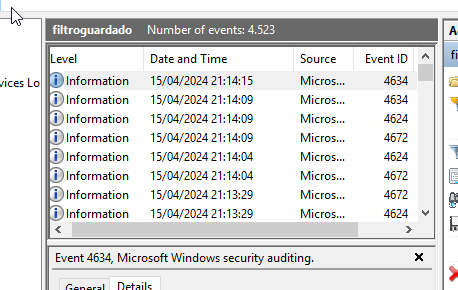 filtroguardado Number of events: 4.523
Level Date and Time Source Event ID
Information 15/04/2024 21:14:15 Micros... 4634
Information 15/04/2024 21:14:09 Micros... 4634
Information 15/04/2024 21:14:09 Micros... 4624
Information 15/04/2024 21:14:09 Micros... 4672
Information 15/04/2024 21:14:04 Micros... 4624
Information 15/04/2024 21:14:04 Micros... 4672
Information 15/04/2024 21:13:29 Micros... 4672
Information 15/04/2024 21:13:29 Micros... 4624
vices Lo
Event 4634, Microsoft Windows security auditing.
General Details
A
fi